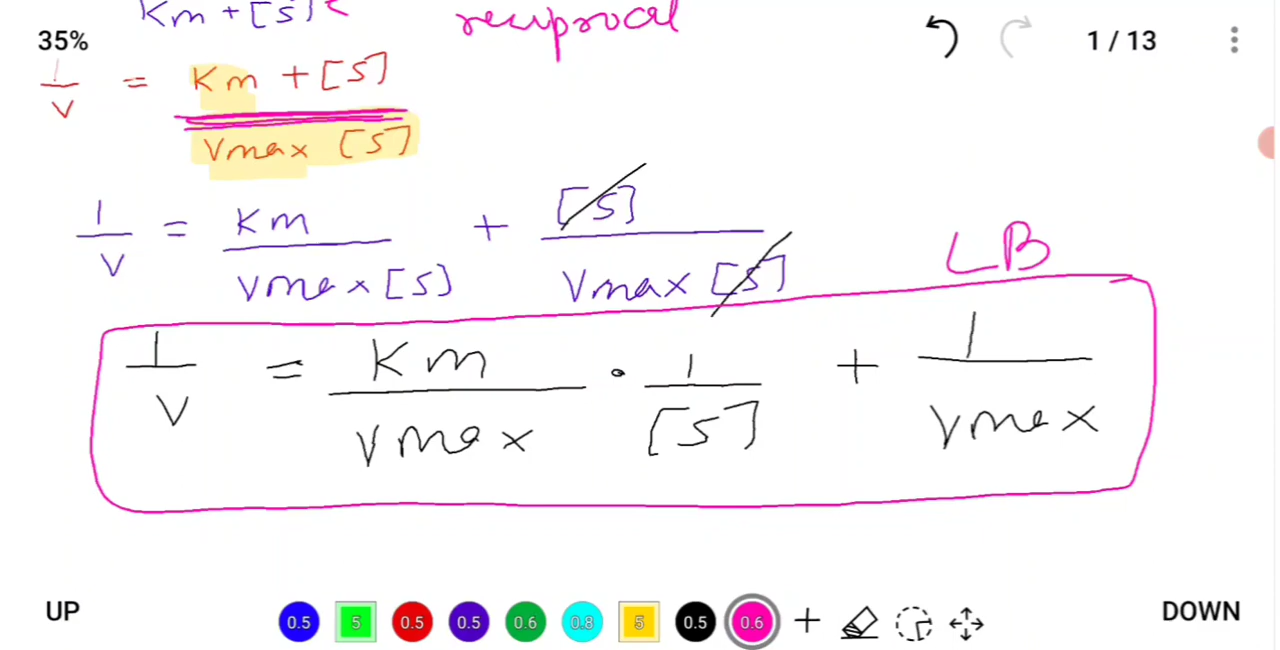 Km + [S]
reciprocal
35%
1 / 13
1/V = Km + [S] / Vmax [S]
1/V = Km / Vmax [S] + [S] / Vmax [S]
LB
1/V = Km / Vmax · 1/[S] + 1/Vmax
UP
0.5 5 0.5 0.5 0.6 0.8 5 0.5 0.6
DOWN